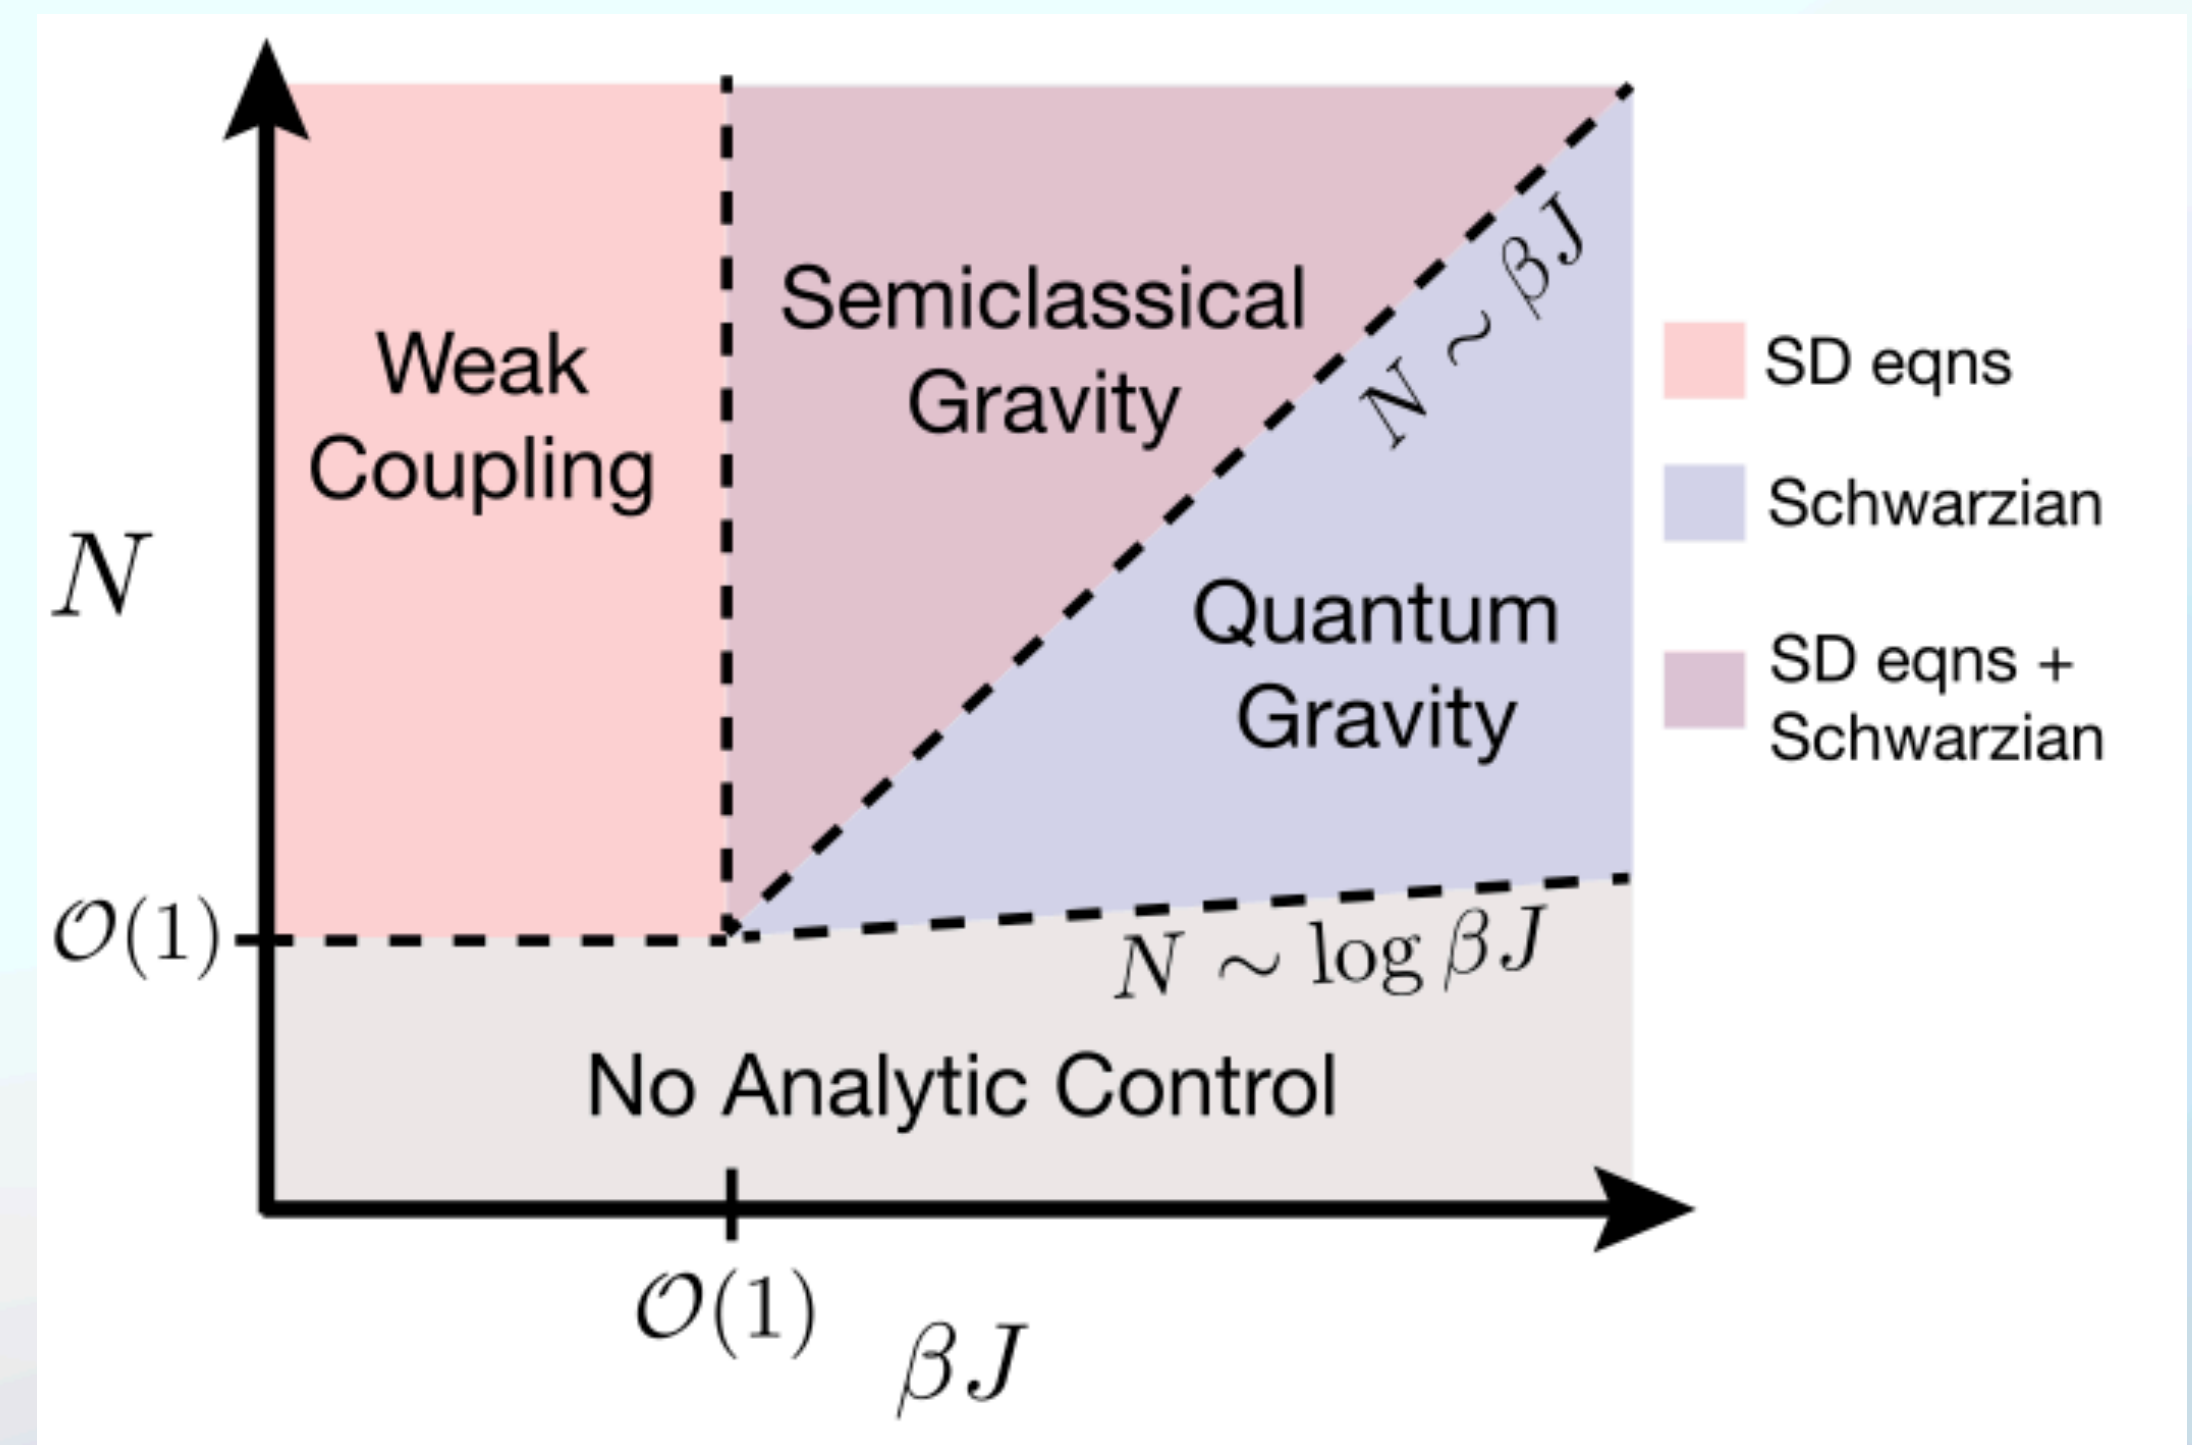 Weak
Coupling
Semiclassical
Gravity
N ∼ βJ
Quantum
Gravity
N ∼ log βJ
No Analytic Control
N
𝒪(1)
𝒪(1)
βJ
SD eqns
Schwarzian
SD eqns +
Schwarzian